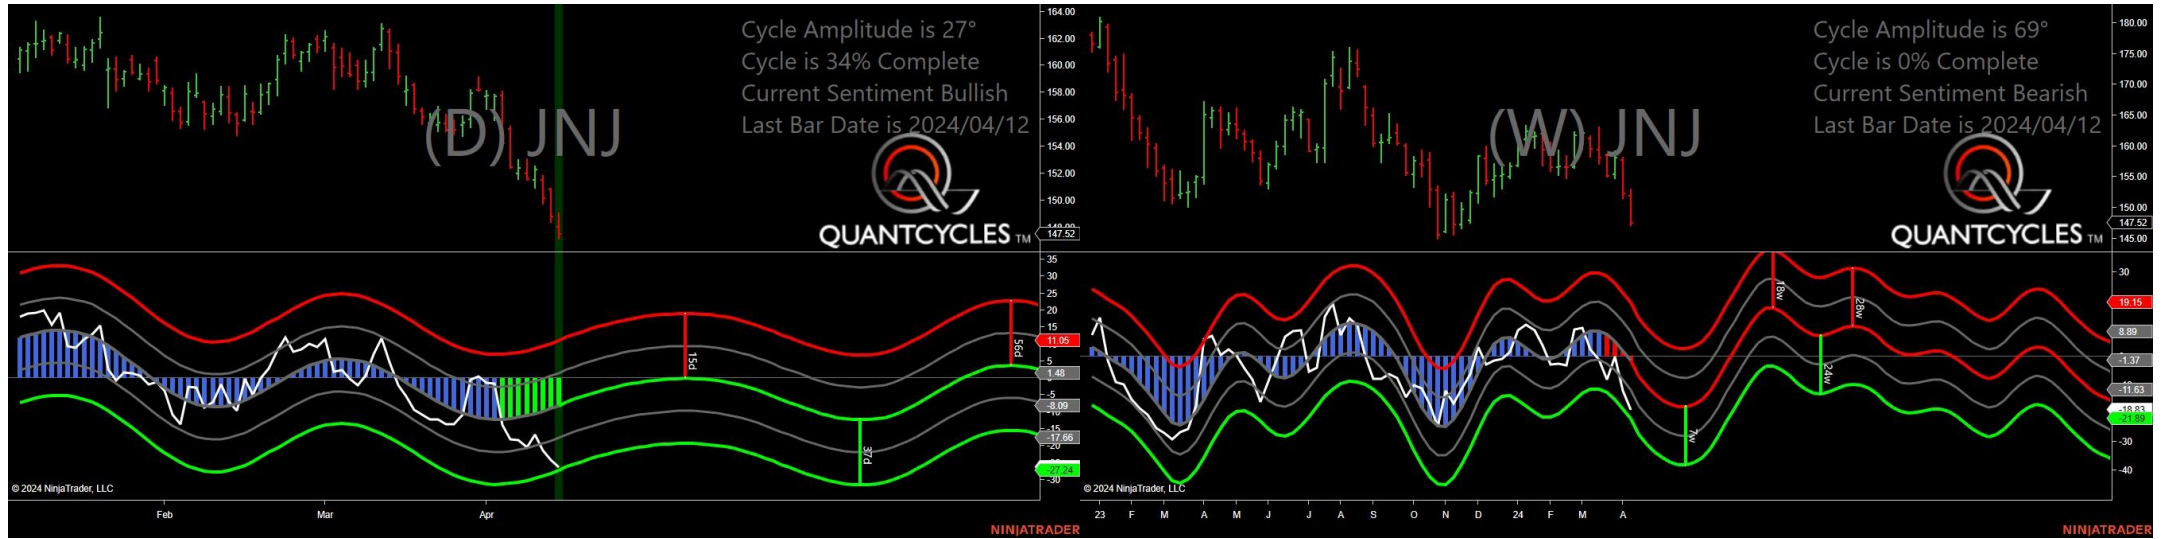 Cycle Amplitude is 27°
Cycle is 34% Complete
Current Sentiment Bullish
Last Bar Date is 2024/04/12
(D) JNJ
QUANTCYCLES TM
164.00
162.00
160.00
158.00
156.00
154.00
152.00
150.00
147.52
35
30
25
20
15
11.05
5
1.48
-5
-8.09
-10
-15
-17.66
-20
-27.24
-30
15d
37d
56d
© 2024 NinjaTrader, LLC
Feb Mar Apr
NINJATRADER
Cycle Amplitude is 69°
Cycle is 0% Complete
Current Sentiment Bearish
Last Bar Date is 2024/04/12
(W) JNJ
QUANTCYCLES TM
180.00
175.00
170.00
165.00
160.00
155.00
150.00
147.52
145.00
30
19.15
8.89
-1.37
-11.63
-18.83
-21.89
-30
-40
7w
18w
24w
28w
© 2024 NinjaTrader, LLC
23 F M A M J J A S O N D 24 F M A
NINJATRADER